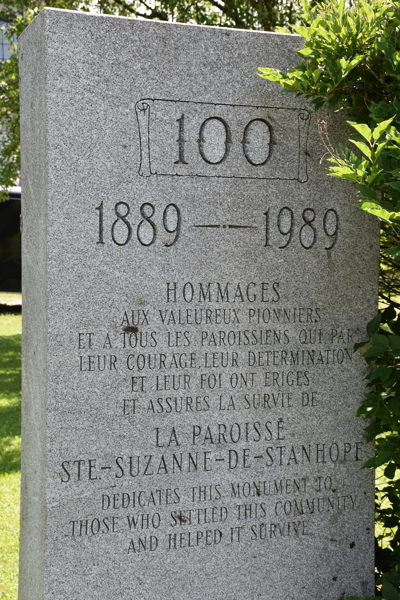 100
1889 — 1989
HOMMAGES
AUX VALEUREUX PIONNIERS
ET A TOUS LES PAROISSIENS QUI PAR
LEUR COURAGE, LEUR DETERMINATION
ET LEUR FOI ONT ERIGES
ET ASSURES LA SURVIE DE
LA PAROISSE
STE.-SUZANNE-DE-STANHOPE
DEDICATES THIS MONUMENT TO
THOSE WHO SETTLED THIS COMMUNITY
AND HELPED IT SURVIVE